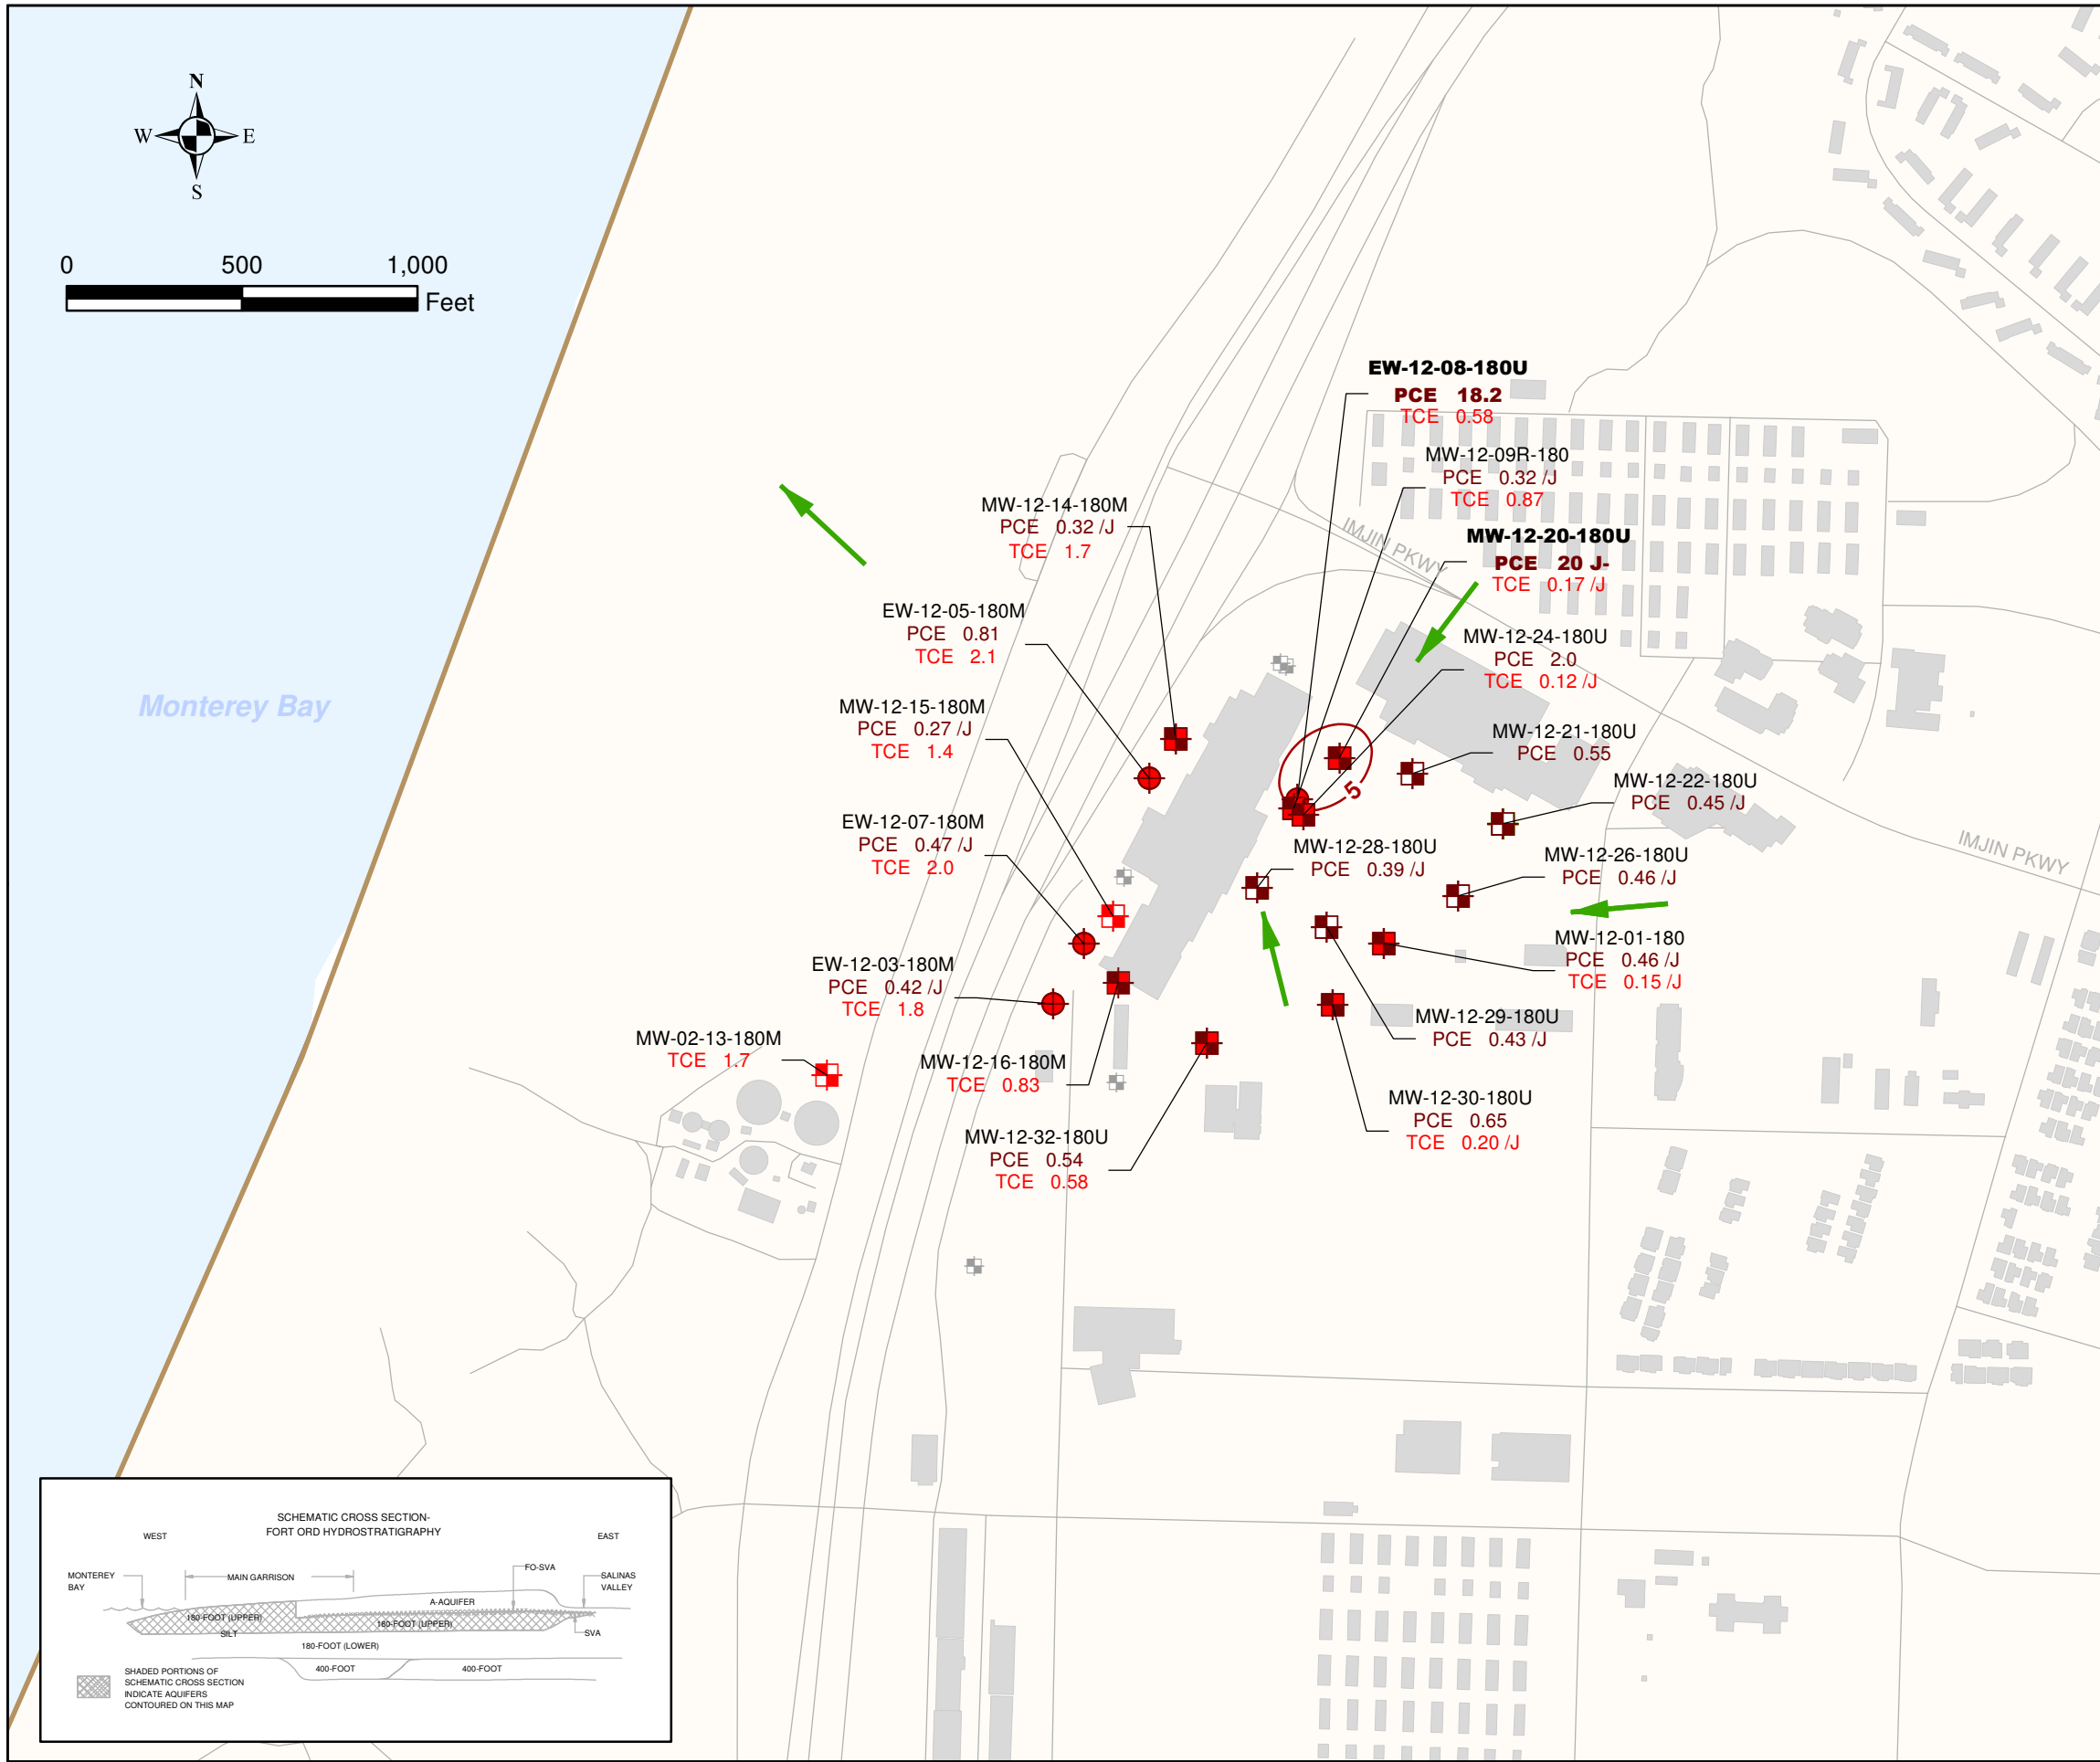 N
W
E
S
0 500 1,000
Feet
Monterey Bay
EW-12-08-180U
PCE 18.2
TCE 0.58
MW-12-09R-180
PCE 0.32 /J
TCE 0.87
MW-12-14-180M
PCE 0.32 /J
TCE 1.7
IMJIN PKWY
MW-12-20-180U
PCE 20 J-
TCE 0.17 /J
EW-12-05-180M
PCE 0.81
TCE 2.1
MW-12-24-180U
PCE 2.0
TCE 0.12 /J
MW-12-15-180M
PCE 0.27 /J
TCE 1.4
MW-12-21-180U
PCE 0.55
5
MW-12-22-180U
PCE 0.45 /J
EW-12-07-180M
PCE 0.47 /J
TCE 2.0
MW-12-28-180U
PCE 0.39 /J
MW-12-26-180U
PCE 0.46 /J
IMJIN PKWY
MW-12-01-180
PCE 0.46 /J
TCE 0.15 /J
EW-12-03-180M
PCE 0.42 /J
TCE 1.8
MW-12-29-180U
PCE 0.43 /J
MW-02-13-180M
TCE 1.7
MW-12-16-180M
TCE 0.83
MW-12-30-180U
PCE 0.65
TCE 0.20 /J
MW-12-32-180U
PCE 0.54
TCE 0.58
SCHEMATIC CROSS SECTION-
FORT ORD HYDROSTRATIGRAPHY
WEST
EAST
MONTEREY
BAY
MAIN GARRISON
FO-SVA
SALINAS
VALLEY
A-AQUIFER
180-FOOT (UPPER)
180-FOOT (UPPER)
SILT
SVA
180-FOOT (LOWER)
400-FOOT
400-FOOT
SHADED PORTIONS OF
SCHEMATIC CROSS SECTION
INDICATE AQUIFERS
CONTOURED ON THIS MAP